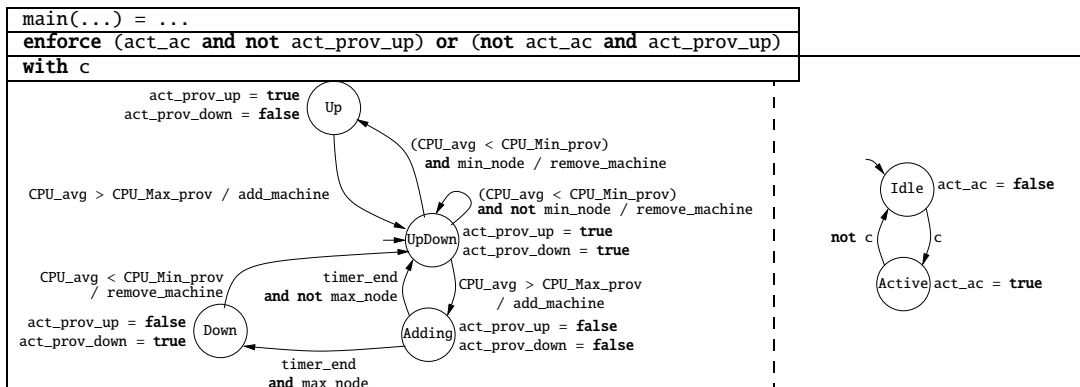 main(...) = ...
enforce (act_ac and not act_prov_up) or (not act_ac and act_prov_up)
with c
act_prov_up = true
act_prov_down = false
Up
(CPU_avg < CPU_Min_prov)
and min_node / remove_machine
CPU_avg > CPU_Max_prov / add_machine
(CPU_avg < CPU_Min_prov)
and not min_node / remove_machine
UpDown
act_prov_up = true
act_prov_down = true
CPU_avg < CPU_Min_prov
/ remove_machine
timer_end
and not max_node
CPU_avg > CPU_Max_prov
/ add_machine
act_prov_up = false
act_prov_down = true
Down
Adding
act_prov_up = false
act_prov_down = false
timer_end
and max_node
Idle
act_ac = false
not c
c
Active
act_ac = true